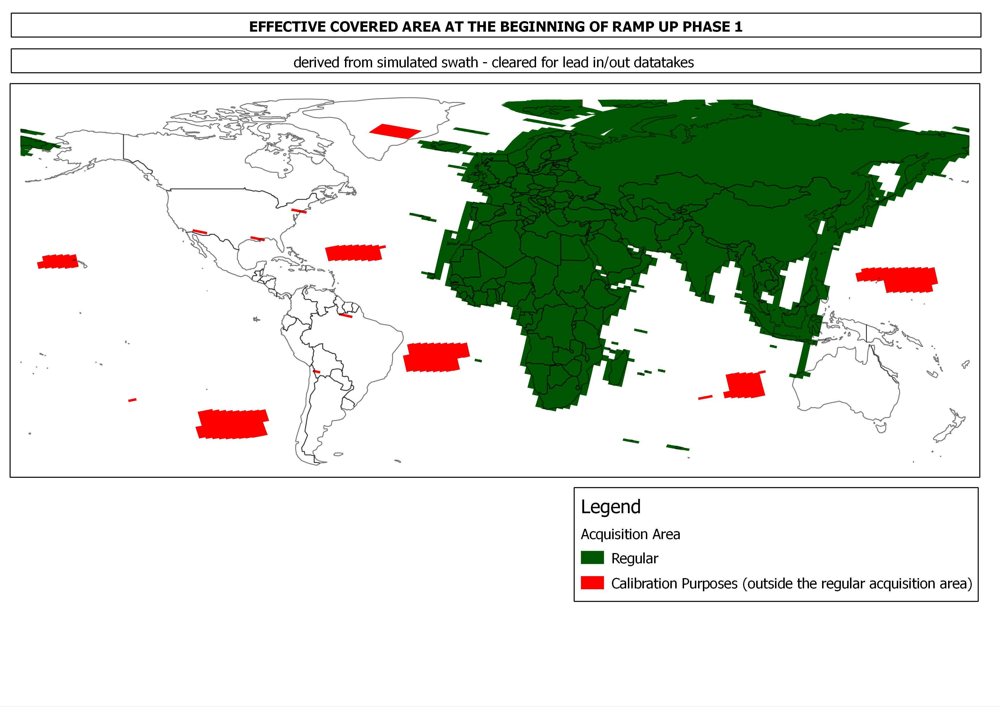 EFFECTIVE COVERED AREA AT THE BEGINNING OF RAMP UP PHASE 1
derived from simulated swath - cleared for lead in/out datatakes
Legend
Acquisition Area
Regular
Calibration Purposes (outside the regular acquisition area)